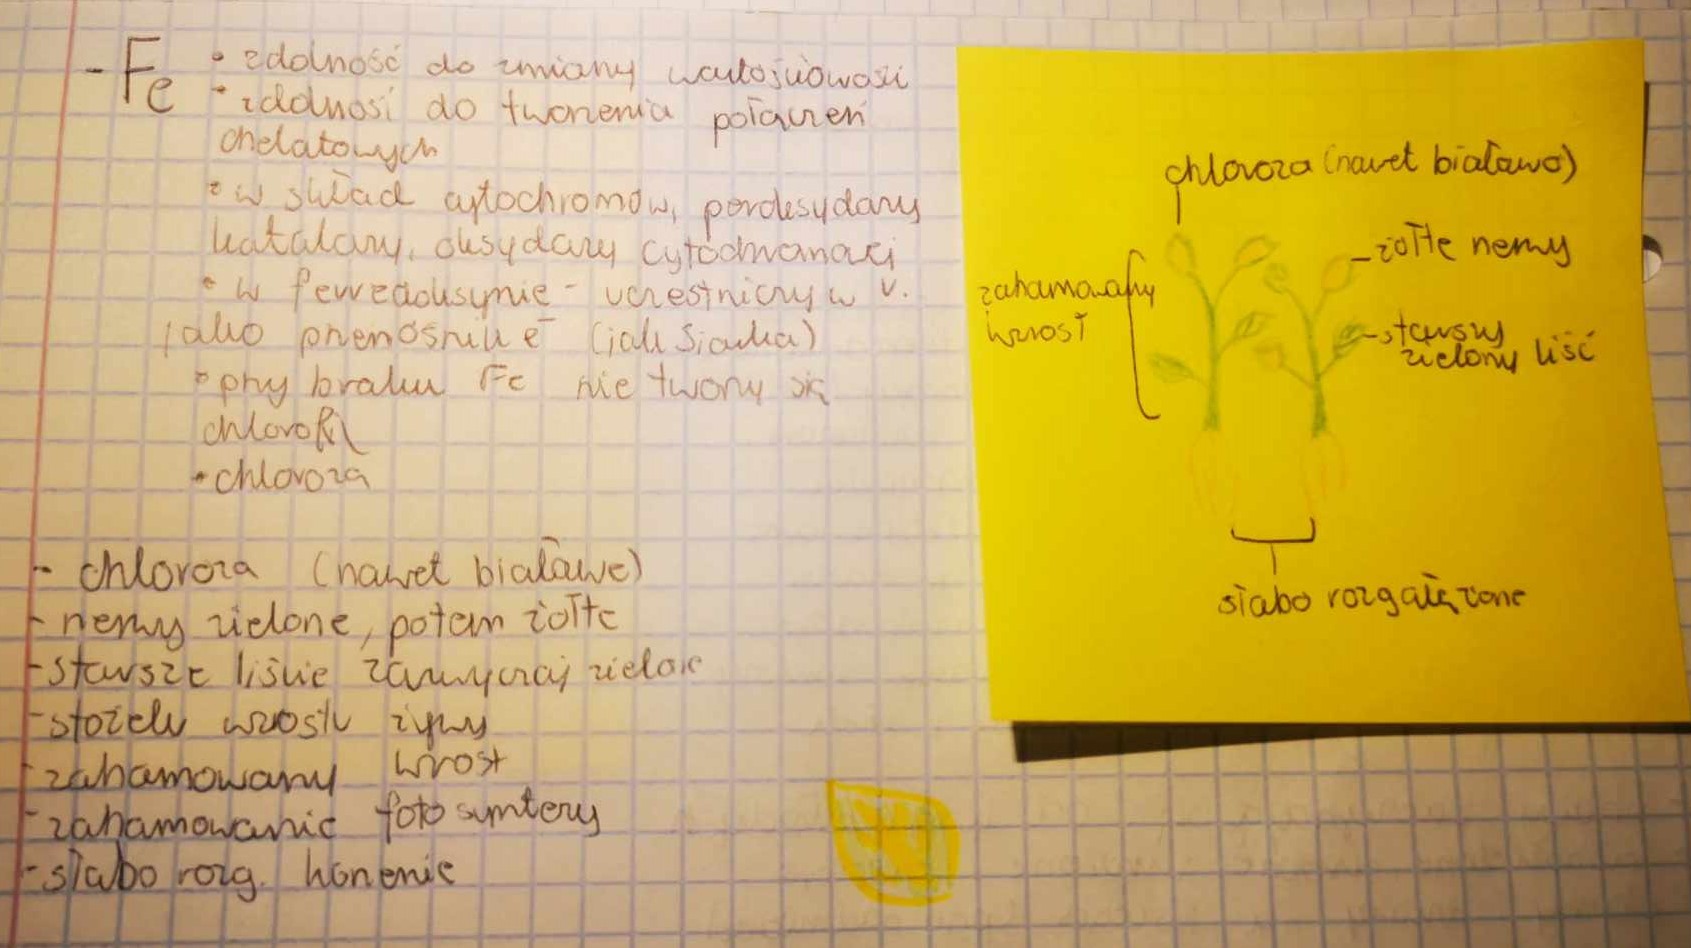 - Fe • zdolność do zmiany wartościowości
• zdolność do tworzenia połączeń
chelatowych
• w skład cytochromów, peroksydazy
katalazy, oksydazy cytochromowej
• w ferredoksynie - uczestniczy w
jako przenośnik e⁻ (jak siarka)
• przy braku Fe nie tworzy się
chlorofil
• chloroza
- chloroza (nawet białawe)
- nerwy zielone, potem żółte
- starsze liście zazwyczaj zielone
- stożek wzrostu żywy
- zahamowany wzrost
- zahamowanie fotosyntezy
- słabo rozg. korzenie
chloroza (nawet białawo)
żółte nerwy
zahamowany
wzrost
starszy
zielony liść
słabo rozgałęzione